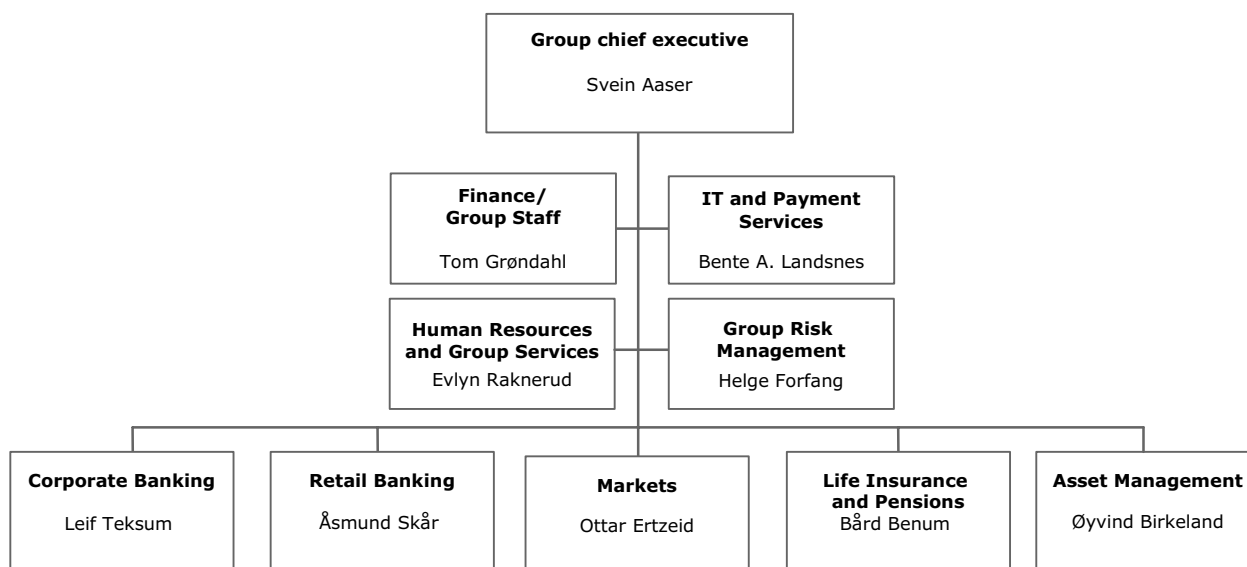 Group chief executive
Svein Aaser
Finance/
Group Staff
Tom Grøndahl
IT and Payment
Services
Bente A. Landsnes
Human Resources
and Group Services
Evlyn Raknerud
Group Risk
Management
Helge Forfang
Corporate Banking
Leif Teksum
Retail Banking
Åsmund Skår
Markets
Ottar Ertzeid
Life Insurance
and Pensions
Bård Benum
Asset Management
Øyvind Birkeland